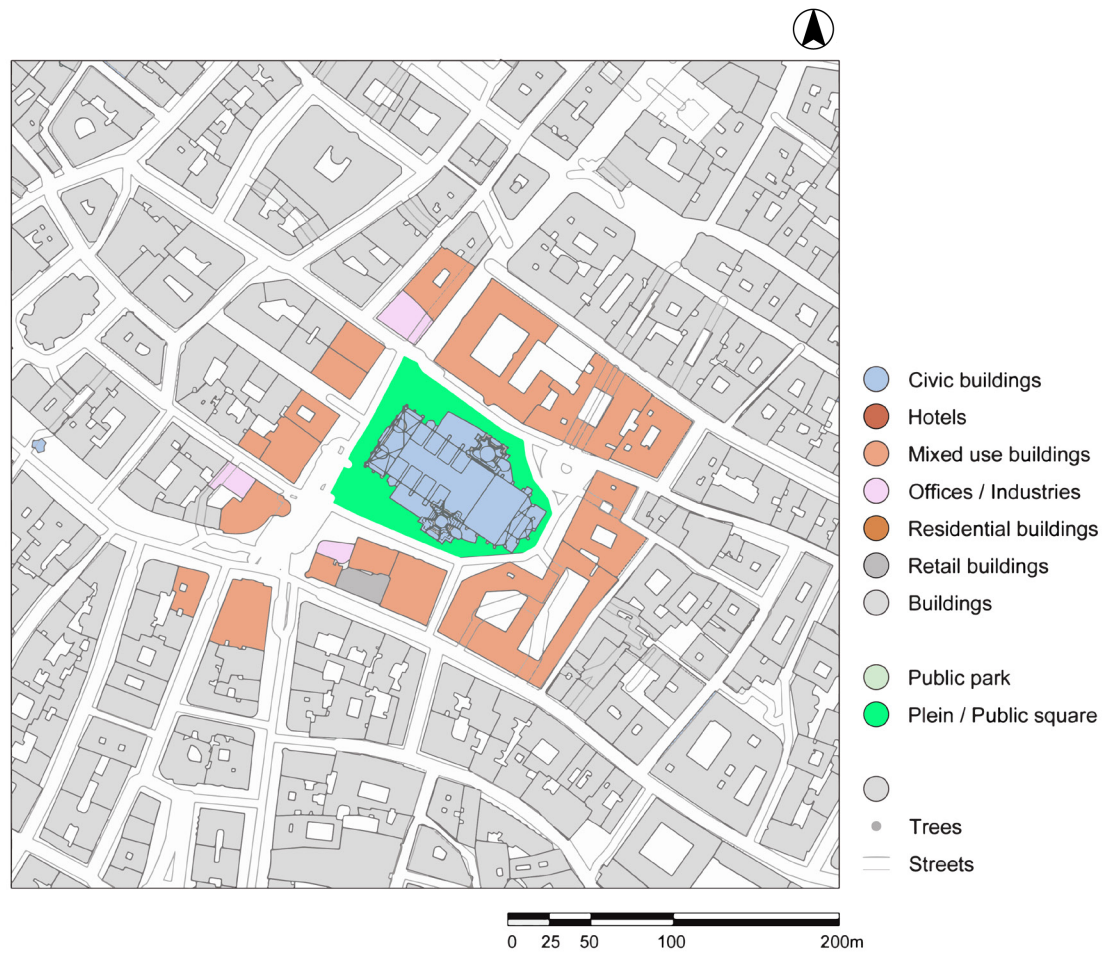 Civic buildings
Hotels
Mixed use buildings
Offices / Industries
Residential buildings
Retail buildings
Buildings
Public park
Plein / Public square
Trees
Streets
0 25 50 100 200m